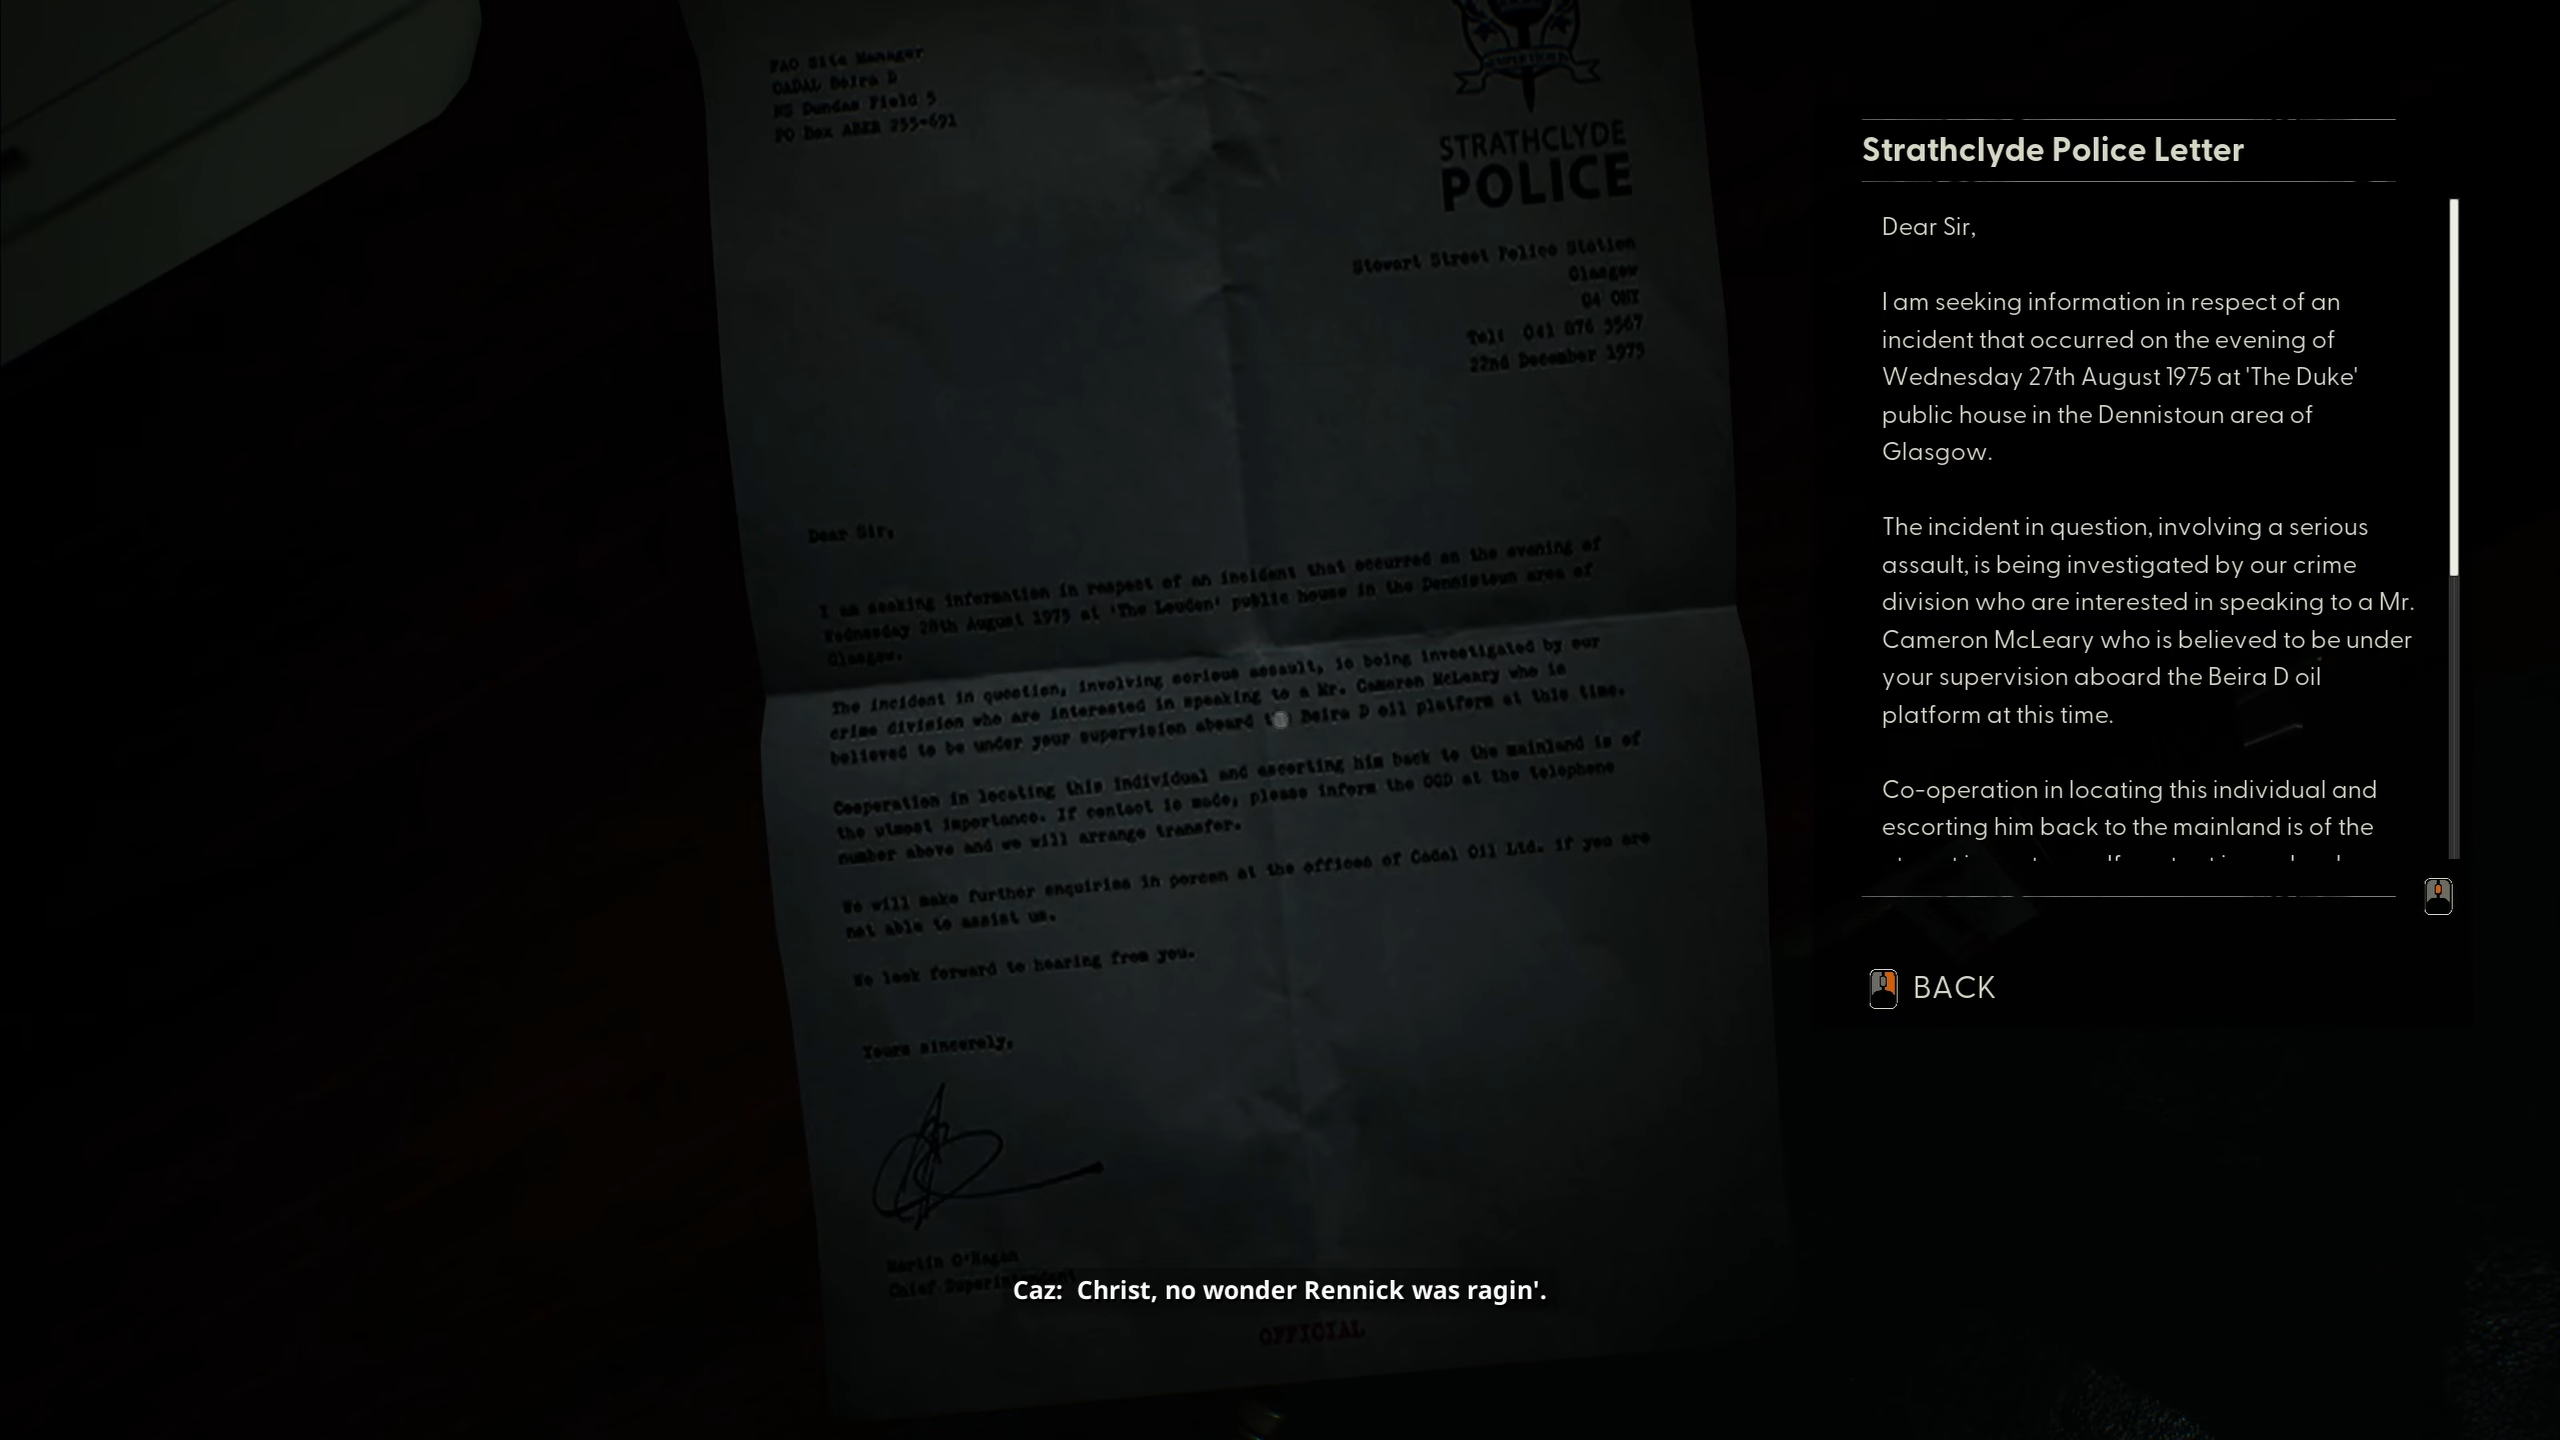 FAO Site Manager
CADAL Beira D
NS Dundas Field 5
PO Box ABER 255-691
STRATHCLYDE
POLICE
Stewart Street Police Station
Glasgow
G4 0HY
Tel: 041 876 5567
22nd December 1975
Dear Sir,
I am seeking information in respect of an incident that occurred on the evening of
Wednesday 28th August 1975 at 'The Louden' public house in the Dennistoun area of
Glasgow.
The incident in question, involving serious assault, is being investigated by our
crime division who are interested in speaking to a Mr. Cameron McLeary who is
believed to be under your supervision aboard Beira D oil platform at this time.
Cooperation in locating this individual and escorting him back to the mainland is of
the utmost importance. If contact is made, please inform the OGD at the telephone
number above and we will arrange transfer.
We will make further enquiries in person at the offices of Cadal Oil Ltd. if you are
not able to assist us.
We look forward to hearing from you.
Yours sincerely,
O'Hagan
Chief
OFFICIAL
Caz: Christ, no wonder Rennick was ragin'.
Strathclyde Police Letter
Dear Sir,
I am seeking information in respect of an
incident that occurred on the evening of
Wednesday 27th August 1975 at 'The Duke'
public house in the Dennistoun area of
Glasgow.
The incident in question, involving a serious
assault, is being investigated by our crime
division who are interested in speaking to a Mr.
Cameron McLeary who is believed to be under
your supervision aboard the Beira D oil
platform at this time.
Co-operation in locating this individual and
escorting him back to the mainland is of the
BACK